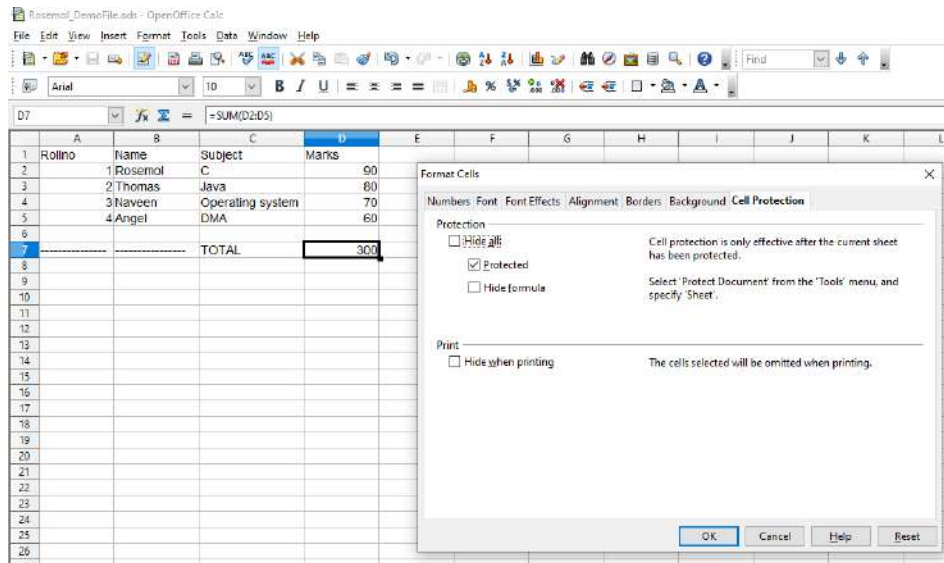 Rosemol_DemoFile.ods - OpenOffice Calc
File Edit View Insert Format Tools Data Window Help
Find
Arial 10 B I U
D7 =SUM(D2:D5)
A B C D E F G H I J K L
1 Rollno Name Subject Marks
2 1 Rosemol C 90
3 2 Thomas Java 80
4 3 Naveen Operating system 70
5 4 Angel DMA 60
6
7 --------------- ---------------- TOTAL 300
8
9
10
11
12
13
14
15
16
17
18
19
20
21
22
23
24
25
26
Format Cells
Numbers Font Font Effects Alignment Borders Background Cell Protection
Protection
Hide all
Protected
Hide formula
Cell protection is only effective after the current sheet
has been protected.
Select 'Protect Document' from the 'Tools' menu, and
specify 'Sheet'.
Print
Hide when printing
The cells selected will be omitted when printing.
OK Cancel Help Reset